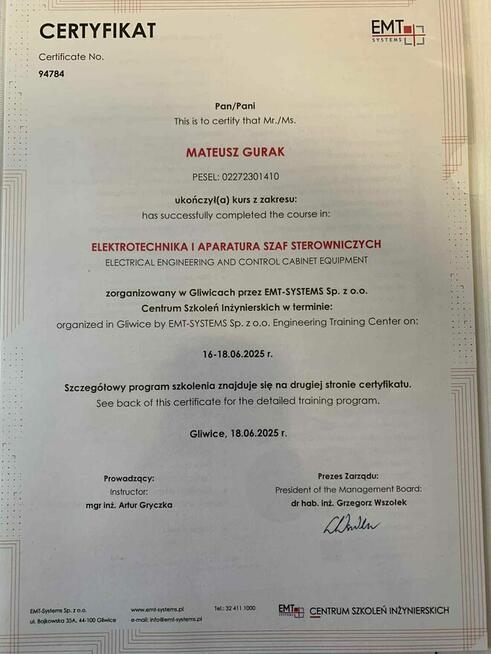 CERTYFIKAT
EMT
SYSTEMS
Certificate No.
94784
Pan/Pani
This is to certify that Mr./Ms.
MATEUSZ GURAK
PESEL: 02272301410
ukończył(a) kurs z zakresu:
has successfully completed the course in:
ELEKTROTECHNIKA I APARATURA SZAF STEROWNICZYCH
ELECTRICAL ENGINEERING AND CONTROL CABINET EQUIPMENT
zorganizowany w Gliwicach przez EMT-SYSTEMS Sp. z o.o.
Centrum Szkoleń Inżynierskich w terminie:
organized in Gliwice by EMT-SYSTEMS Sp. z o.o. Engineering Training Center on:
16-18.06.2025 r.
Szczegółowy program szkolenia znajduje się na drugiej stronie certyfikatu.
See back of this certificate for the detailed training program.
Gliwice, 18.06.2025 r.
Prowadzący:
Instructor:
mgr inż. Artur Gryczka
Prezes Zarządu:
President of the Management Board:
dr hab. inż. Grzegorz Wszołek
EMT-Systems Sp. z o.o.
ul. Bojkowska 35A, 44-100 Gliwice
www.emt-systems.pl
e-mail: info@emt-systems.pl
Tel.: 32 411 1000
EMT
SYSTEMS
CENTRUM SZKOLEŃ INŻYNIERSKICH